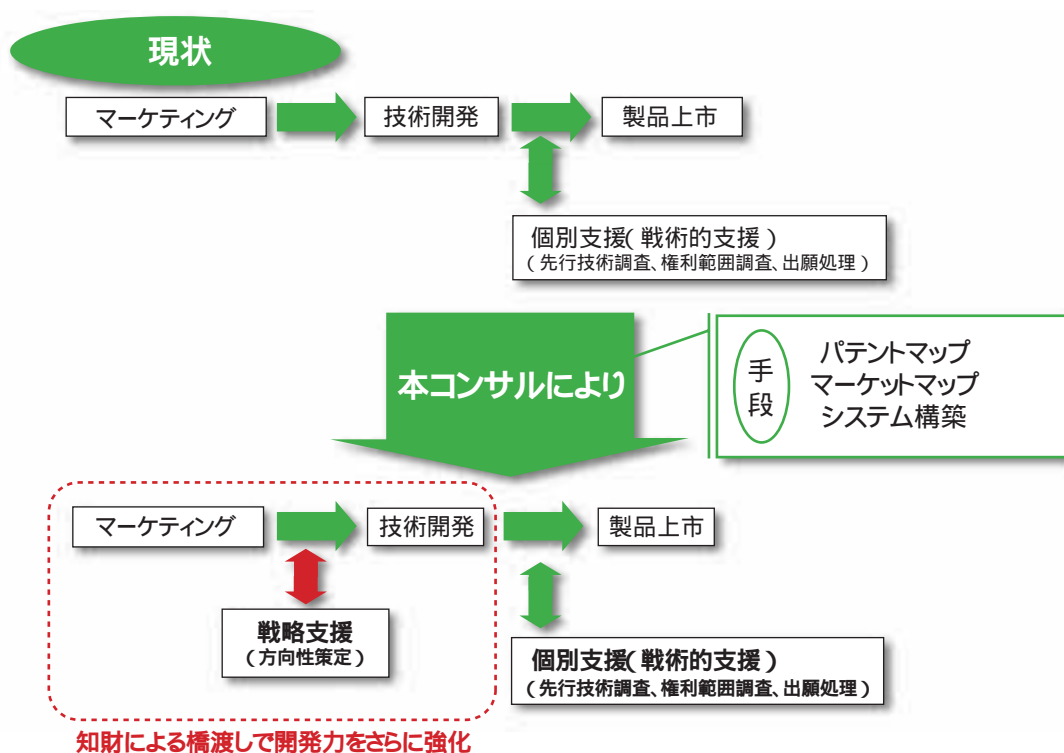 現状
マーケティング
技術開発
製品上市
個別支援(戦術的支援)
(先行技術調査、権利範囲調査、出願処理)
本コンサルにより
手段
パテントマップ
マーケットマップ
システム構築
マーケティング
技術開発
製品上市
戦略支援
(方向性策定)
個別支援(戦術的支援)
(先行技術調査、権利範囲調査、出願処理)
知財による橋渡しで開発力をさらに強化